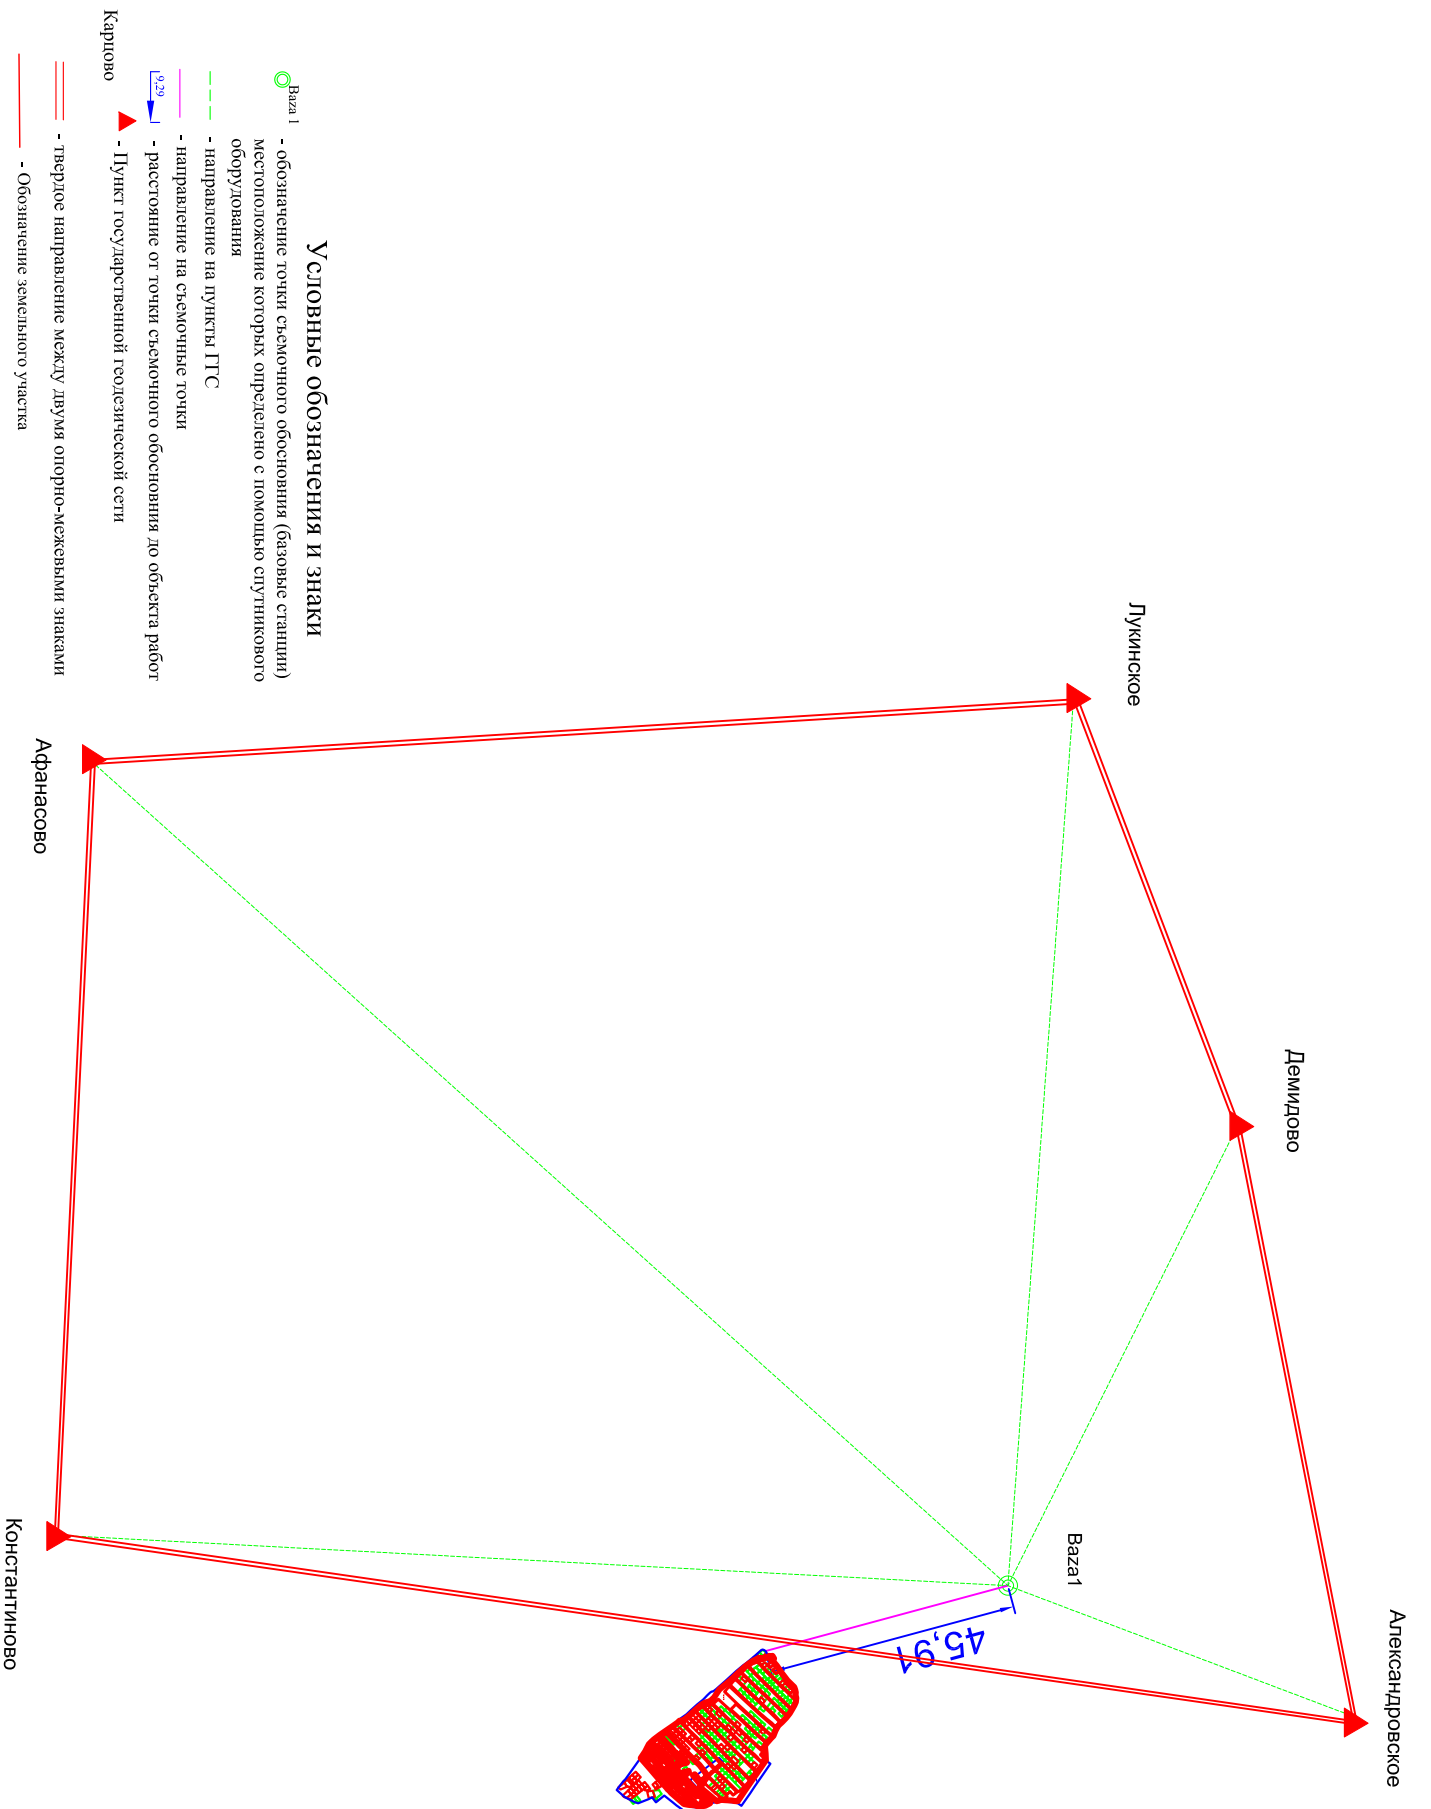 Александровское
Демидово
Лукинское
Baza1
45,91
Константиново
Афанасово
Условные обозначения и знаки
Baza 1
- обозначение точки съемочного обосновния (базовые станции)
местоположение которых определено с помощью спутникового
оборудования
- направление на пункты ГГС
- направление на съемочные точки
9,29
- расстояние от точки съемочного обосновния до объекта работ
Карцово
- Пункт государственной геодезической сети
- твердое направление между двумя опорно-межевыми знаками
- Обозначение земельного участка